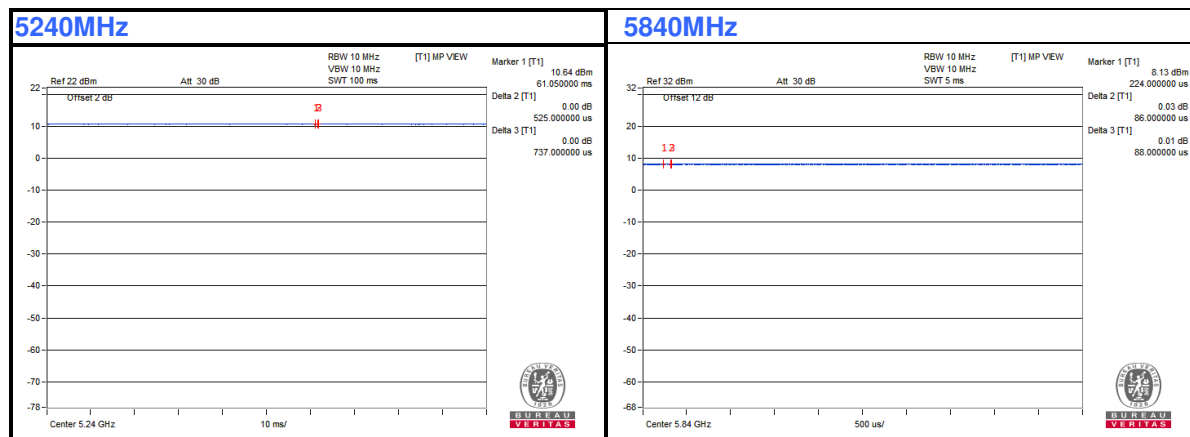 5240MHz
RBW 10 MHz [T1] MP VIEW
VBW 10 MHz
Ref 22 dBm Att 30 dB SWT 100 ms
Marker 1 [T1]
10.64 dBm
61.050000 ms
Delta 2 [T1]
0.00 dB
525.000000 us
Delta 3 [T1]
0.00 dB
737.000000 us
Offset 2 dB
22
10
0
-10
-20
-30
-40
-50
-60
-70
-78
1
Center 5.24 GHz 10 ms/
1828
BUREAU
VERITAS
5840MHz
RBW 10 MHz [T1] MP VIEW
VBW 10 MHz
Ref 32 dBm Att 30 dB SWT 5 ms
Marker 1 [T1]
8.13 dBm
224.000000 us
Delta 2 [T1]
0.03 dB
86.000000 us
Delta 3 [T1]
0.01 dB
88.000000 us
Offset 12 dB
32
20
10
0
-10
-20
-30
-40
-50
-60
-68
1
Center 5.84 GHz 500 us/
1828
BUREAU
VERITAS